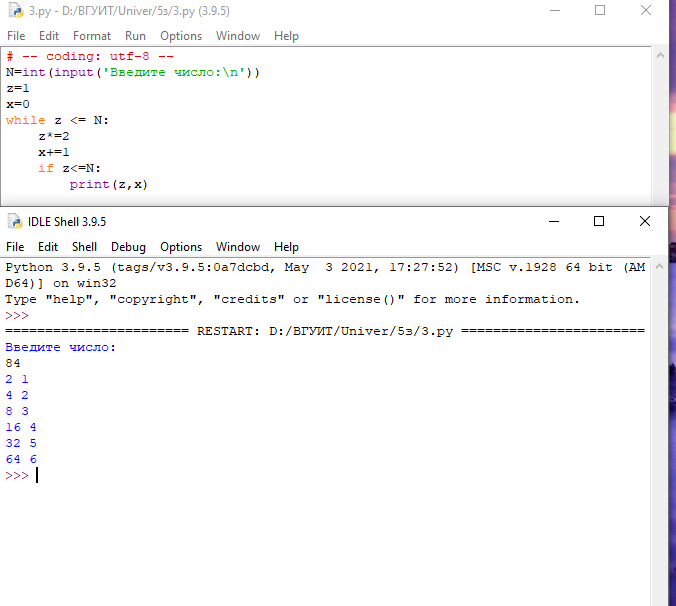 3.py - D:/ВГУИТ/Univer/5з/3.py (3.9.5)
File Edit Format Run Options Window Help
# -- coding: utf-8 --
N=int(input('Введите число:\n'))
z=1
x=0
while z <= N:
    z*=2
    x+=1
    if z<=N:
        print(z,x)
IDLE Shell 3.9.5
File Edit Shell Debug Options Window Help
Python 3.9.5 (tags/v3.9.5:0a7dcbd, May  3 2021, 17:27:52) [MSC v.1928 64 bit (AM
D64)] on win32
Type "help", "copyright", "credits" or "license()" for more information.
>>>
======================= RESTART: D:/ВГУИТ/Univer/5з/3.py =======================
Введите число:
84
2 1
4 2
8 3
16 4
32 5
64 6
>>>